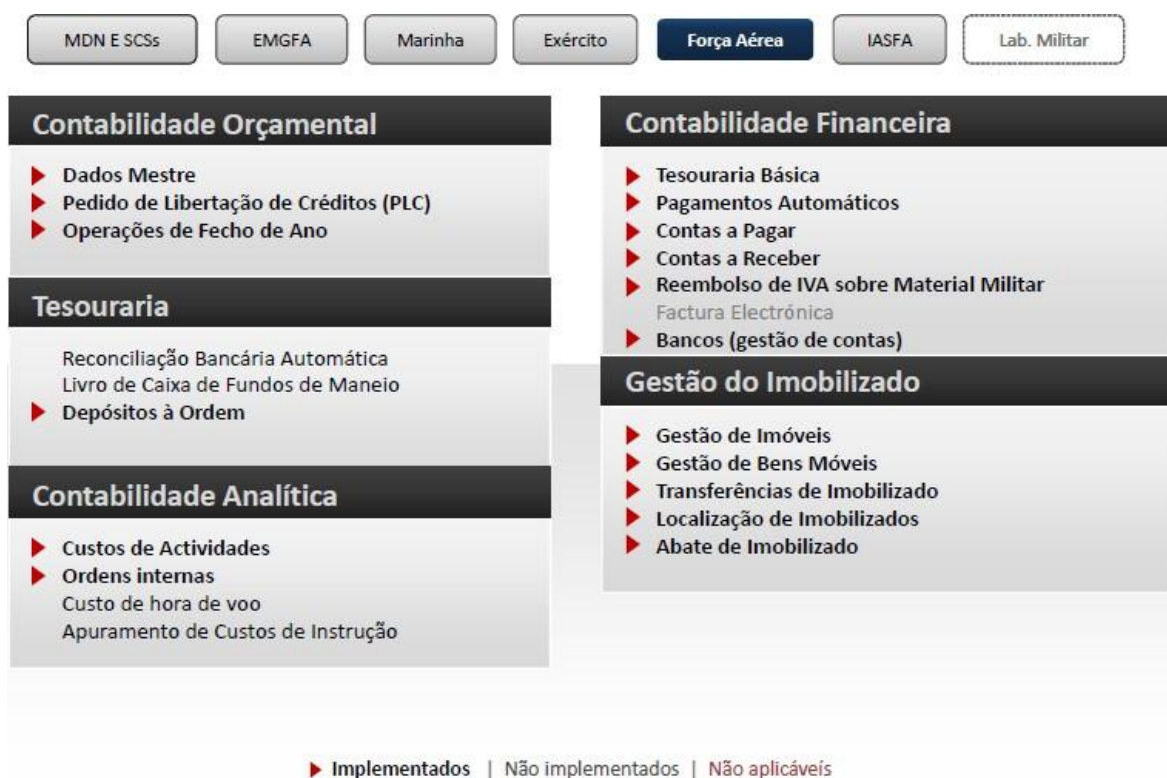 MDN E SCSs
EMGFA
Marinha
Exército
Força Aérea
IASFA
Lab. Militar
Contabilidade Orçamental
Dados Mestre
Pedido de Libertação de Créditos (PLC)
Operações de Fecho de Ano
Tesouraria
Reconciliação Bancária Automática
Livro de Caixa de Fundos de Maneio
Depósitos à Ordem
Contabilidade Analítica
Custos de Actividades
Ordens internas
Custo de hora de voo
Apuramento de Custos de Instrução
Contabilidade Financeira
Tesouraria Básica
Pagamentos Automáticos
Contas a Pagar
Contas a Receber
Reembolso de IVA sobre Material Militar
Factura Electrónica
Bancos (gestão de contas)
Gestão do Imobilizado
Gestão de Imóveis
Gestão de Bens Móveis
Transferências de Imobilizado
Localização de Imobilizados
Abate de Imobilizado
Implementados | Não implementados | Não aplicáveis